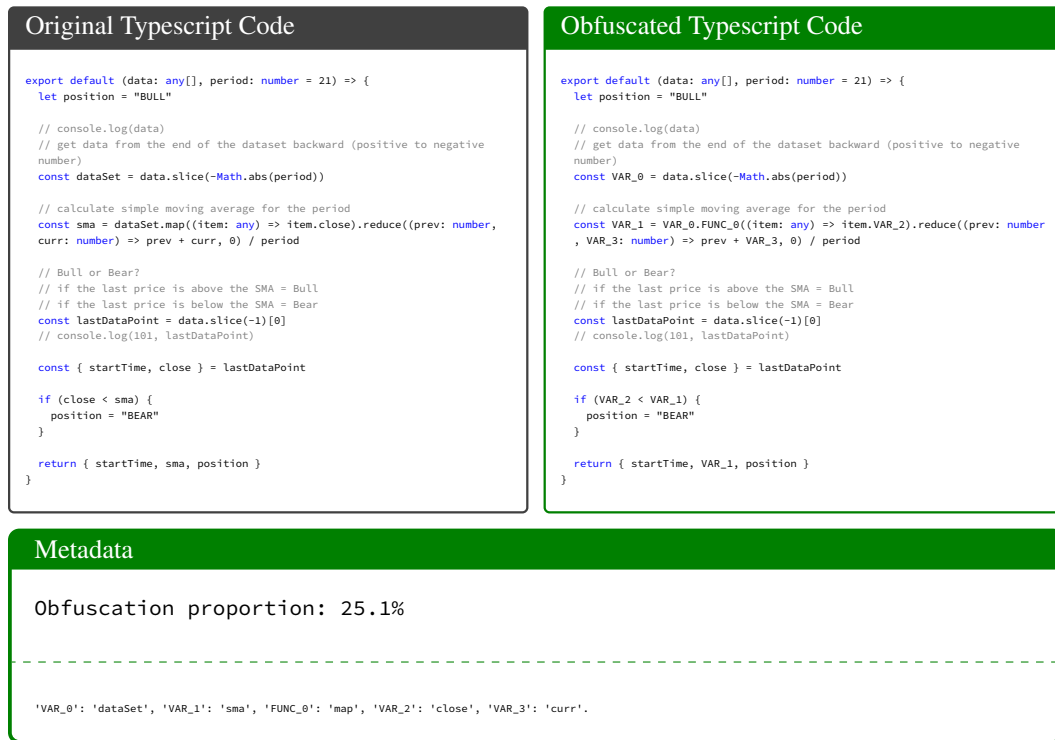 Original Typescript Code
export default (data: any[], period: number = 21) => {
  let position = "BULL"

  // console.log(data)
  // get data from the end of the dataset backward (positive to negative
  number)
  const dataSet = data.slice(-Math.abs(period))

  // calculate simple moving average for the period
  const sma = dataSet.map((item: any) => item.close).reduce((prev: number,
  curr: number) => prev + curr, 0) / period

  // Bull or Bear?
  // if the last price is above the SMA = Bull
  // if the last price is below the SMA = Bear
  const lastDataPoint = data.slice(-1)[0]
  // console.log(101, lastDataPoint)

  const { startTime, close } = lastDataPoint

  if (close < sma) {
    position = "BEAR"
  }

  return { startTime, sma, position }
}
Obfuscated Typescript Code
export default (data: any[], period: number = 21) => {
  let position = "BULL"

  // console.log(data)
  // get data from the end of the dataset backward (positive to negative
  number)
  const VAR_0 = data.slice(-Math.abs(period))

  // calculate simple moving average for the period
  const VAR_1 = VAR_0.FUNC_0((item: any) => item.VAR_2).reduce((prev: number
  , VAR_3: number) => prev + VAR_3, 0) / period

  // Bull or Bear?
  // if the last price is above the SMA = Bull
  // if the last price is below the SMA = Bear
  const lastDataPoint = data.slice(-1)[0]
  // console.log(101, lastDataPoint)

  const { startTime, close } = lastDataPoint

  if (VAR_2 < VAR_1) {
    position = "BEAR"
  }

  return { startTime, VAR_1, position }
}
Metadata
Obfuscation proportion: 25.1%
'VAR_0': 'dataSet', 'VAR_1': 'sma', 'FUNC_0': 'map', 'VAR_2': 'close', 'VAR_3': 'curr'.